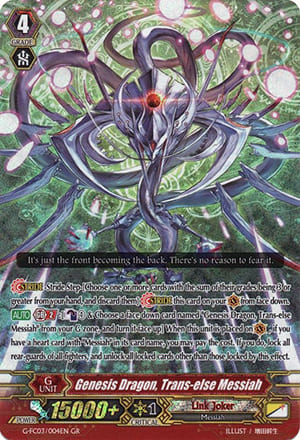 4
GRADE
It's just the front becoming the back. There's no reason to fear it.
STRIDE Stride Step [Choose one or more cards with the sum of their grades being 3 or
greater from your hand, and discard them] STRIDE this card on your (V) from face down.
AUTO & Choose a face down card named "Genesis Dragon, Trans-else
Messiah" from your G zone, and turn it face up] When this unit is placed on (V) if you
have a heart card with "Messiah" in its card name, you may pay the cost. If you do, lock all
rear-guards of all fighters, and unlock all locked cards other than those locked by this effect.
G
UNIT
Genesis Dragon, Trans-else Messiah
POWER
15000+
1
CRITICAL
Link Joker
Messiah
G-FC03/004EN GR
ILLUST /